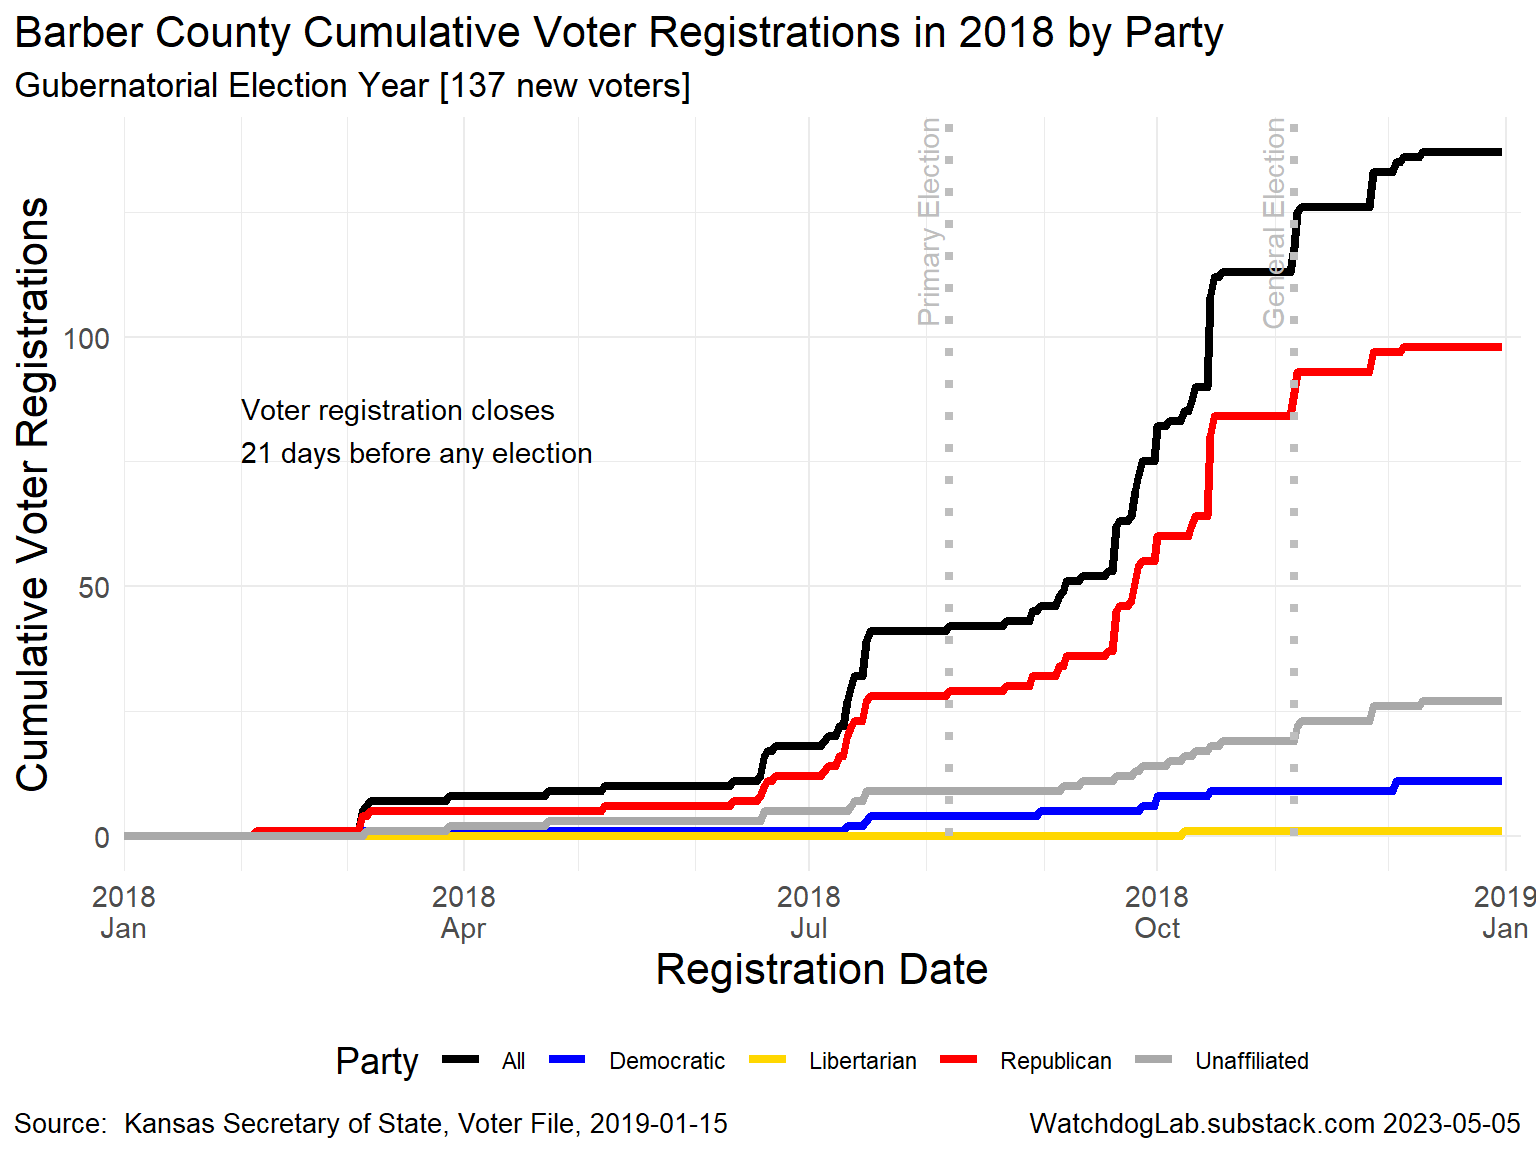 Barber County Cumulative Voter Registrations in 2018 by Party
Gubernatorial Election Year [137 new voters]
Cumulative Voter Registrations
100
50
0
Primary Election
General Election
Voter registration closes
21 days before any election
2018
Jan
2018
Apr
2018
Jul
2018
Oct
2019
Jan
Registration Date
Party All Democratic Libertarian Republican Unaffiliated
Source:  Kansas Secretary of State, Voter File, 2019-01-15
WatchdogLab.substack.com 2023-05-05